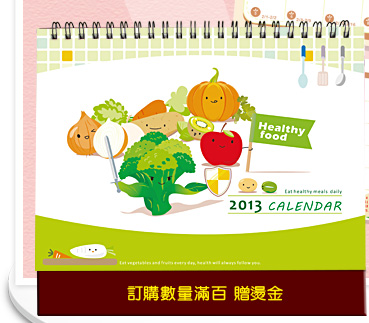 Healthy
food
Eat healthy meals daily
2013 CALENDAR
Eat vegetables and fruits every day, health will always follow you.
訂購數量滿百 贈燙金